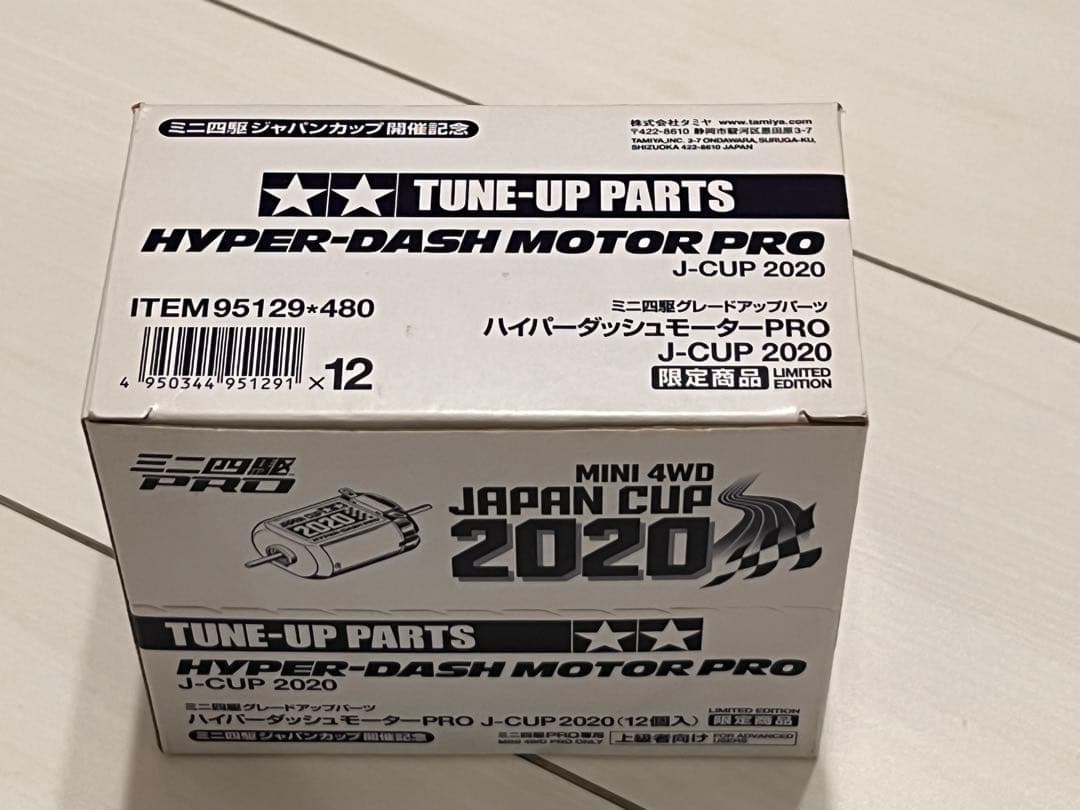 ミニ四駆ジャパンカップ開催記念
株式会社タミヤ www.tamiya.com
〒422-8610 静岡市駿河区恩田原3-7
TAMIYA, INC. 3-7 ONDAWARA, SURUGA-KU,
SHIZUOKA 422-8610 JAPAN
TUNE-UP PARTS
HYPER-DASH MOTOR PRO
J-CUP 2020
ITEM 95129*480
ミニ四駆グレードアップパーツ
ハイパーダッシュモーターPRO
J-CUP 2020
限定商品 LIMITED EDITION
4 950344 951291 ×12
ミニ四駆
PRO
2020
MINI 4WD
JAPAN CUP
2020
TUNE-UP PARTS
HYPER-DASH MOTOR PRO
J-CUP 2020
ミニ四駆グレードアップパーツ
ハイパーダッシュモーターPRO J-CUP 2020(12個入)
LIMITED EDITION
限定商品
ミニ四駆ジャパンカップ開催記念
ミニ四駆PRO専用
MINI 4WD PRO ONLY
上級者向け FOR ADVANCED USERS